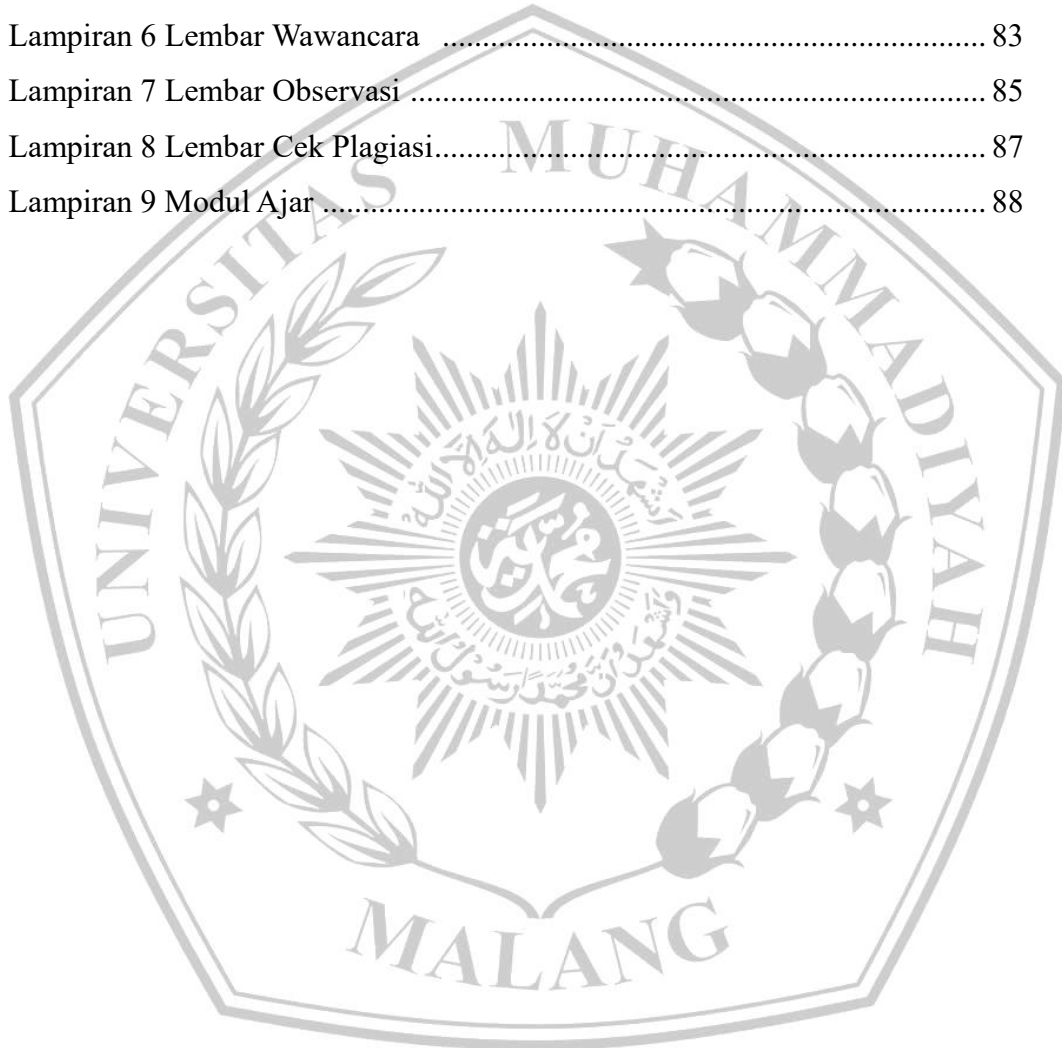 Lampiran 6 Lembar Wawancara ........................................................................ 83
Lampiran 7 Lembar Observasi ........................................................................... 85
Lampiran 8 Lembar Cek Plagiasi........................................................................ 87
Lampiran 9 Modul Ajar ...................................................................................... 88
UNIVERSITAS MUHAMMADIYAH
MALANG